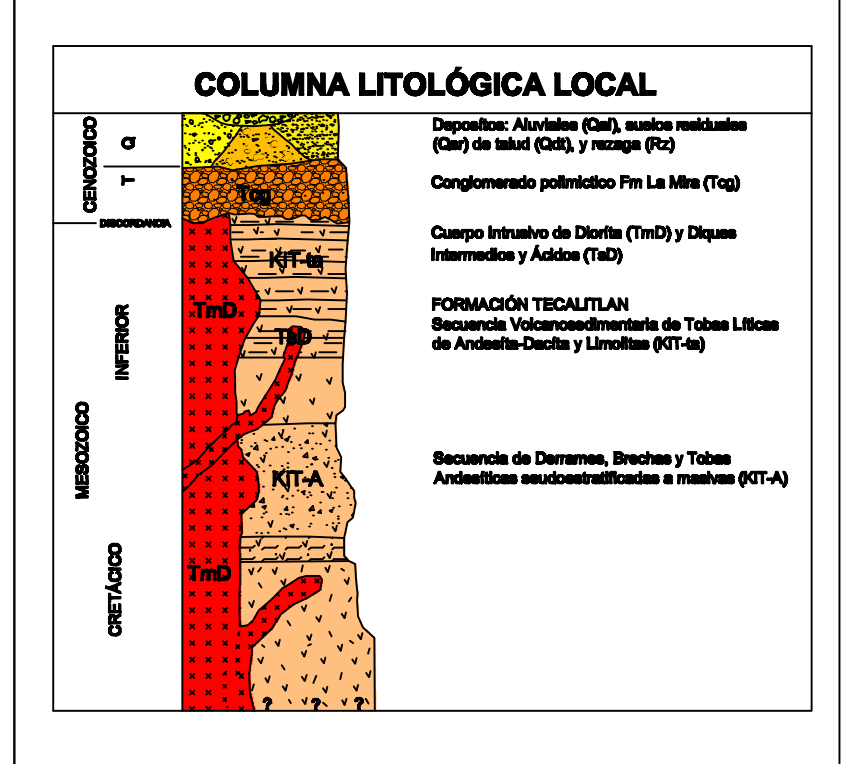 COLUMNA LITOLÓGICA LOCAL
CENOZOICO
Q
T
DISCORDANCIA
MESOZOICO
INFERIOR
CRETÁCICO
Tcg
KIT-ta
TmD
TsD
KIT-A
TmD
? ? ?
Depositos: Aluviales (Qal), suelos residuales
(Qsr) de talud (Qdt), y rezaga (Rz)
Conglomerado polimictico Fm La Mira (Tcg)
Cuerpo Intrusivo de Diorita (TmD) y Diques
Intermedios y Ácidos (TsD)
FORMACIÓN TECALITLAN
Secuencia Volcanosedimentaria de Tobas Líticas
de Andesita-Dacita y Limolitas (KIT-ta)
Secuencia de Derrames, Brechas y Tobas
Andesíticas seudoestratificadas a masivas (KIT-A)